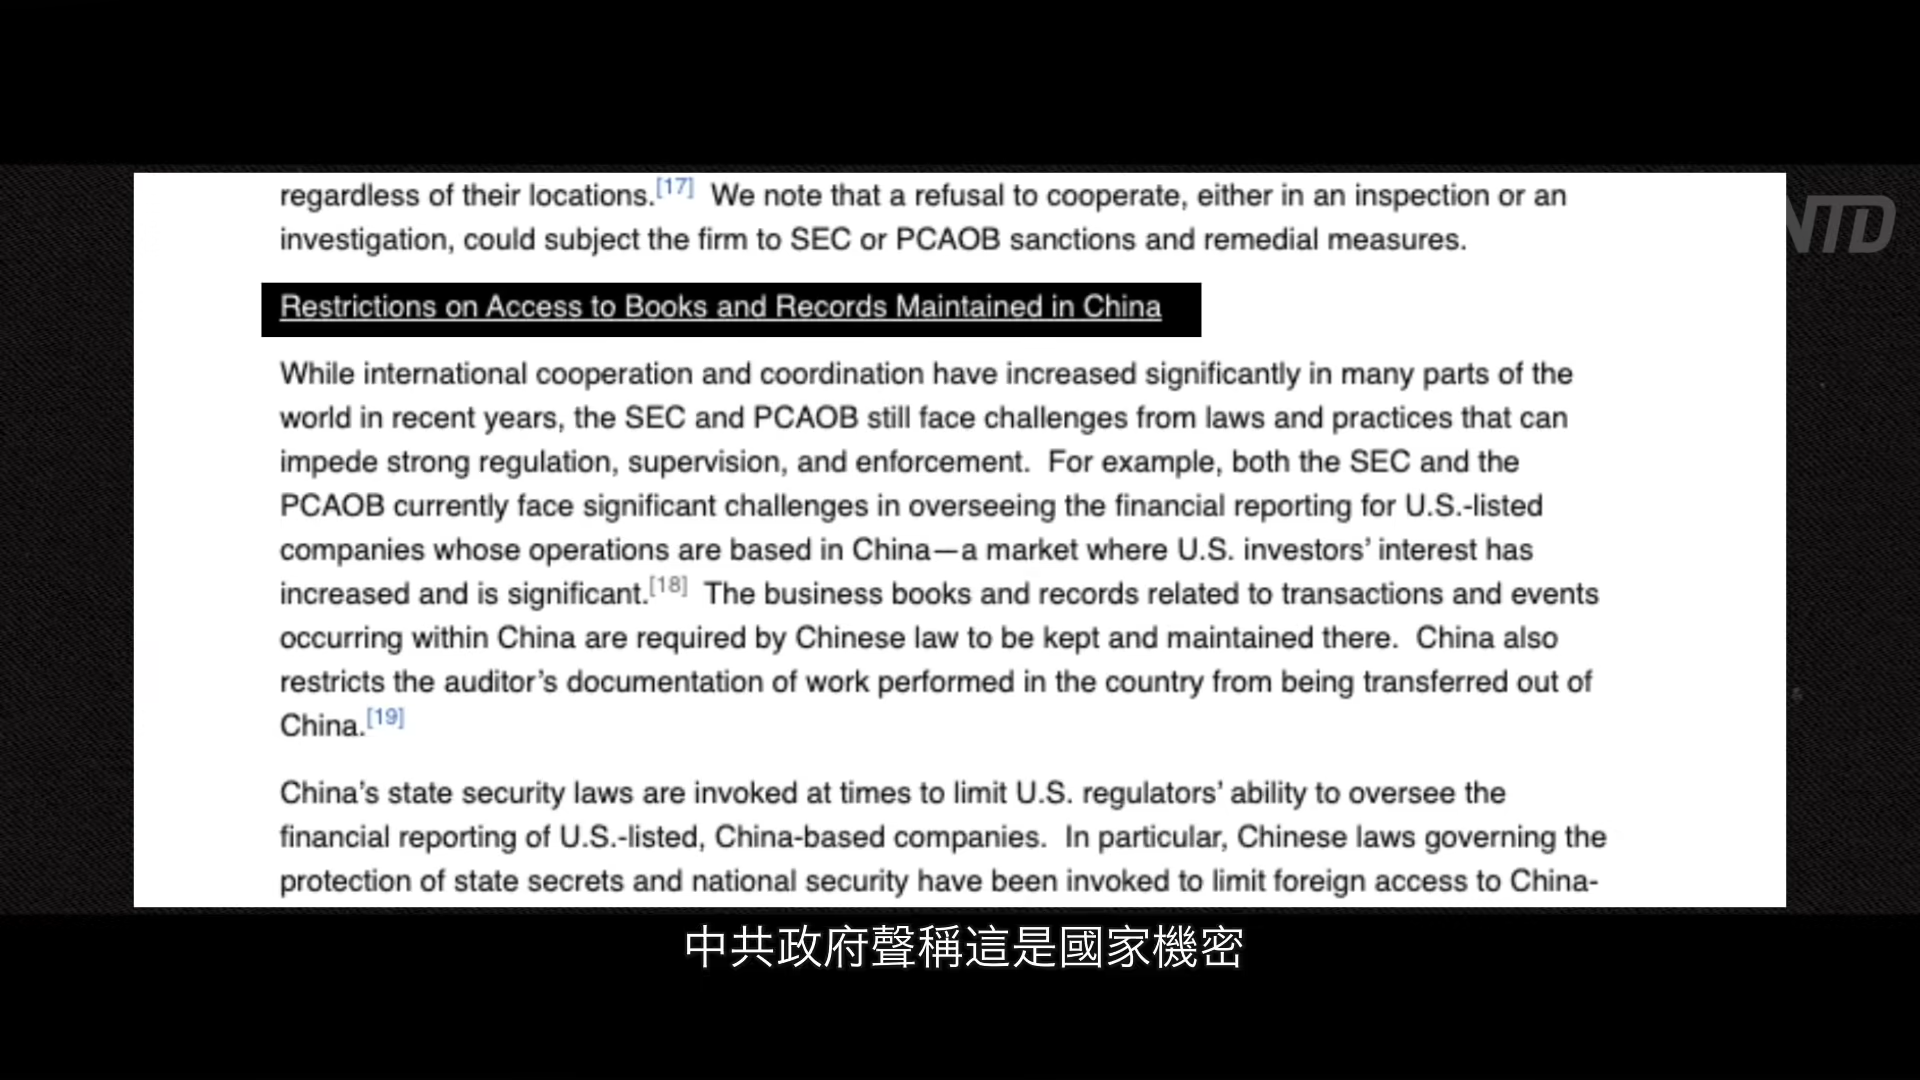 regardless of their locations.[17]  We note that a refusal to cooperate, either in an inspection or an
investigation, could subject the firm to SEC or PCAOB sanctions and remedial measures.
NTD
Restrictions on Access to Books and Records Maintained in China
While international cooperation and coordination have increased significantly in many parts of the
world in recent years, the SEC and PCAOB still face challenges from laws and practices that can
impede strong regulation, supervision, and enforcement.  For example, both the SEC and the
PCAOB currently face significant challenges in overseeing the financial reporting for U.S.-listed
companies whose operations are based in China—a market where U.S. investors’ interest has
increased and is significant.[18]  The business books and records related to transactions and events
occurring within China are required by Chinese law to be kept and maintained there.  China also
restricts the auditor’s documentation of work performed in the country from being transferred out of
China.[19]
China’s state security laws are invoked at times to limit U.S. regulators’ ability to oversee the
financial reporting of U.S.-listed, China-based companies.  In particular, Chinese laws governing the
protection of state secrets and national security have been invoked to limit foreign access to China-
中共政府聲稱這是國家機密